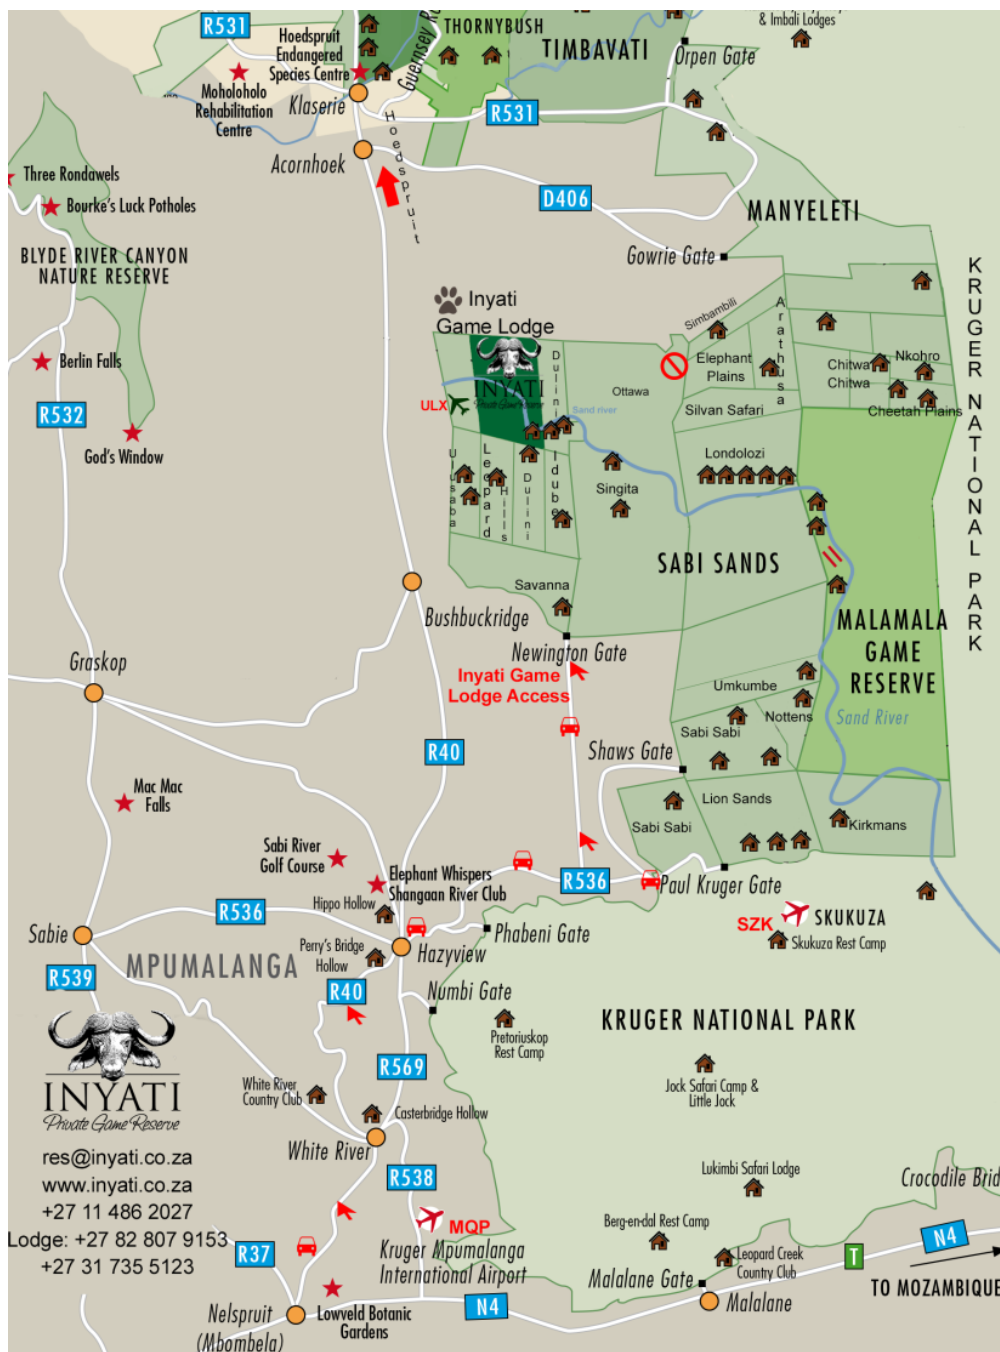 R531
Hoedspruit
Endangered
Species Centre
THORNYBUSH
TIMBAVATI
& Imbali Lodges
Orpen Gate
Guernsey
Moholoholo
Rehabilitation
Centre
Klaserie
R531
Hoedspruit
Acornhoek
D406
Three Rondawels
Bourke's Luck Potholes
MANYELETI
BLYDE RIVER CANYON
NATURE RESERVE
Gowrie Gate
KRUGER NATIONAL PARK
Inyati
Game Lodge
Simbambili
Arathusa
Berlin Falls
INYATI
Private Game Reserve
Dulini
Elephant
Plains
Chitwa
Chitwa
Nkohro
ULX
Ottawa
Sand river
Silvan Safari
Cheetah Plains
R532
God's Window
Ulusaba
Leopard
Hills
Dulini
Idube
Singita
Londolozi
SABI SANDS
Savanna
Bushbuckridge
Newington Gate
MALAMALA
GAME
RESERVE
Sand River
Graskop
Inyati Game
Lodge Access
Umkumbe
Nottens
Sabi Sabi
R40
Shaws Gate
Mac Mac
Falls
Lion Sands
Sabi Sabi
Kirkmans
Sabi River
Golf Course
Elephant Whispers
Shangaan River Club
R536
Paul Kruger Gate
Hippo Hollow
R536
SZK
SKUKUZA
Skukuza Rest Camp
Sabie
Phabeni Gate
Hazyview
Perry's Bridge
Hollow
MPUMALANGA
R539
R40
Numbi Gate
KRUGER NATIONAL PARK
Pretoriuskop
Rest Camp
INYATI
Private Game Reserve
R569
Jock Safari Camp &
Little Jock
White River
Country Club
Casterbridge Hollow
White River
res@inyati.co.za
www.inyati.co.za
+27 11 486 2027
Lodge: +27 82 807 9153
+27 31 735 5123
R538
Lukimbi Safari Lodge
Crocodile Brid
MQP
Berg-en-dal Rest Camp
N4
R37
Kruger Mpumalanga
International Airport
Leopard Creek
Country Club
T
Malalane Gate
TO MOZAMBIQUE
Nelspruit
(Mbombela)
Lowveld Botanic
Gardens
N4
Malalane